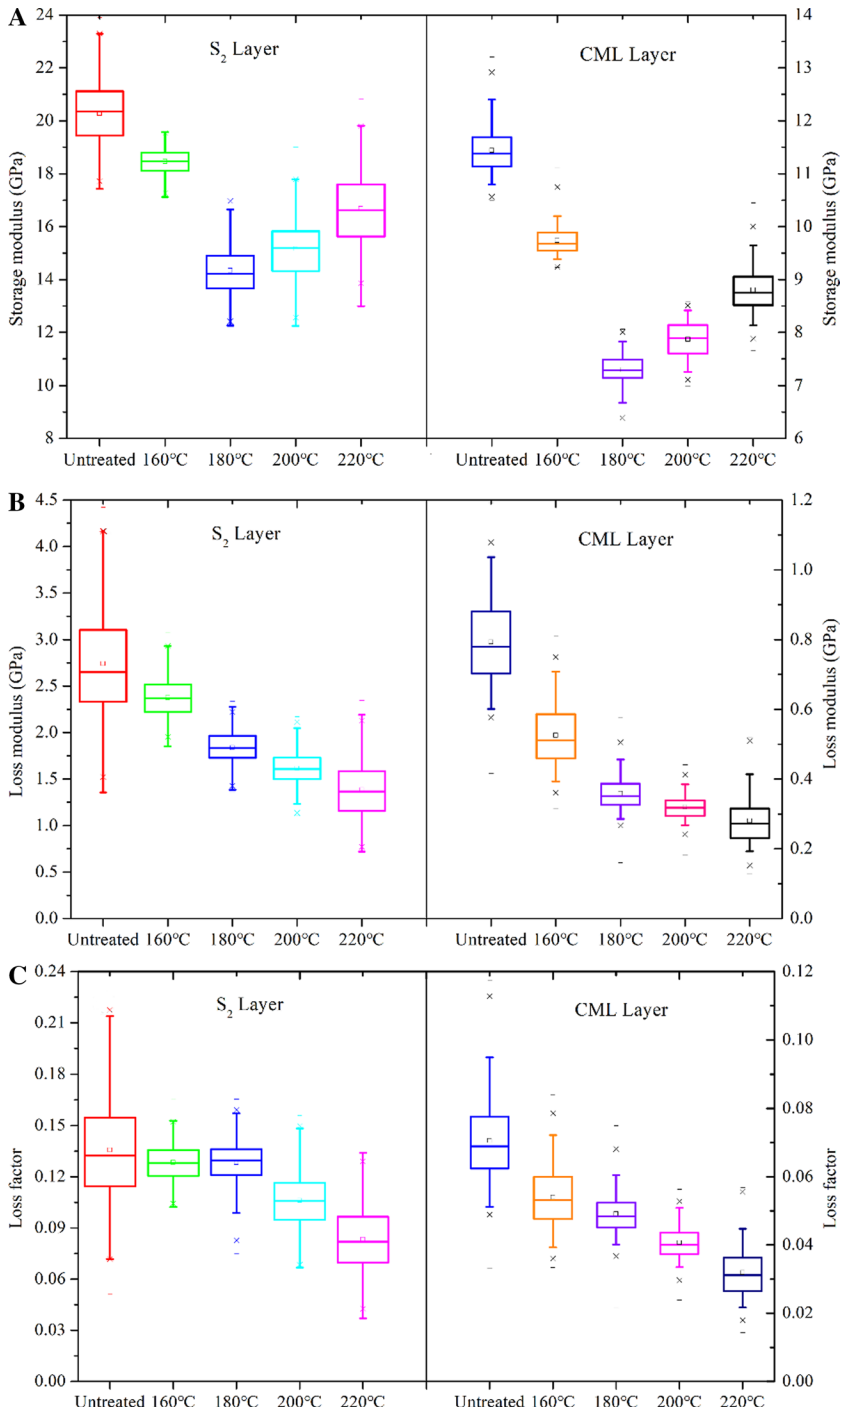 A
S2 Layer
CML Layer
Storage modulus (GPa)
24
22
20
18
16
14
12
10
8
14
13
12
11
10
9
8
7
6
Storage modulus (GPa)
Untreated 160°C 180°C 200°C 220°C Untreated 160°C 180°C 200°C 220°C
B
S2 Layer
CML Layer
Loss modulus (GPa)
4.5
4.0
3.5
3.0
2.5
2.0
1.5
1.0
0.5
0.0
1.2
1.0
0.8
0.6
0.4
0.2
0.0
Loss modulus (GPa)
Untreated 160°C 180°C 200°C 220°C Untreated 160°C 180°C 200°C 220°C
C
S2 Layer
CML Layer
Loss factor
0.24
0.21
0.18
0.15
0.12
0.09
0.06
0.03
0.00
0.12
0.10
0.08
0.06
0.04
0.02
0.00
Loss factor
Untreated 160°C 180°C 200°C 220°C Untreated 160°C 180°C 200°C 220°C